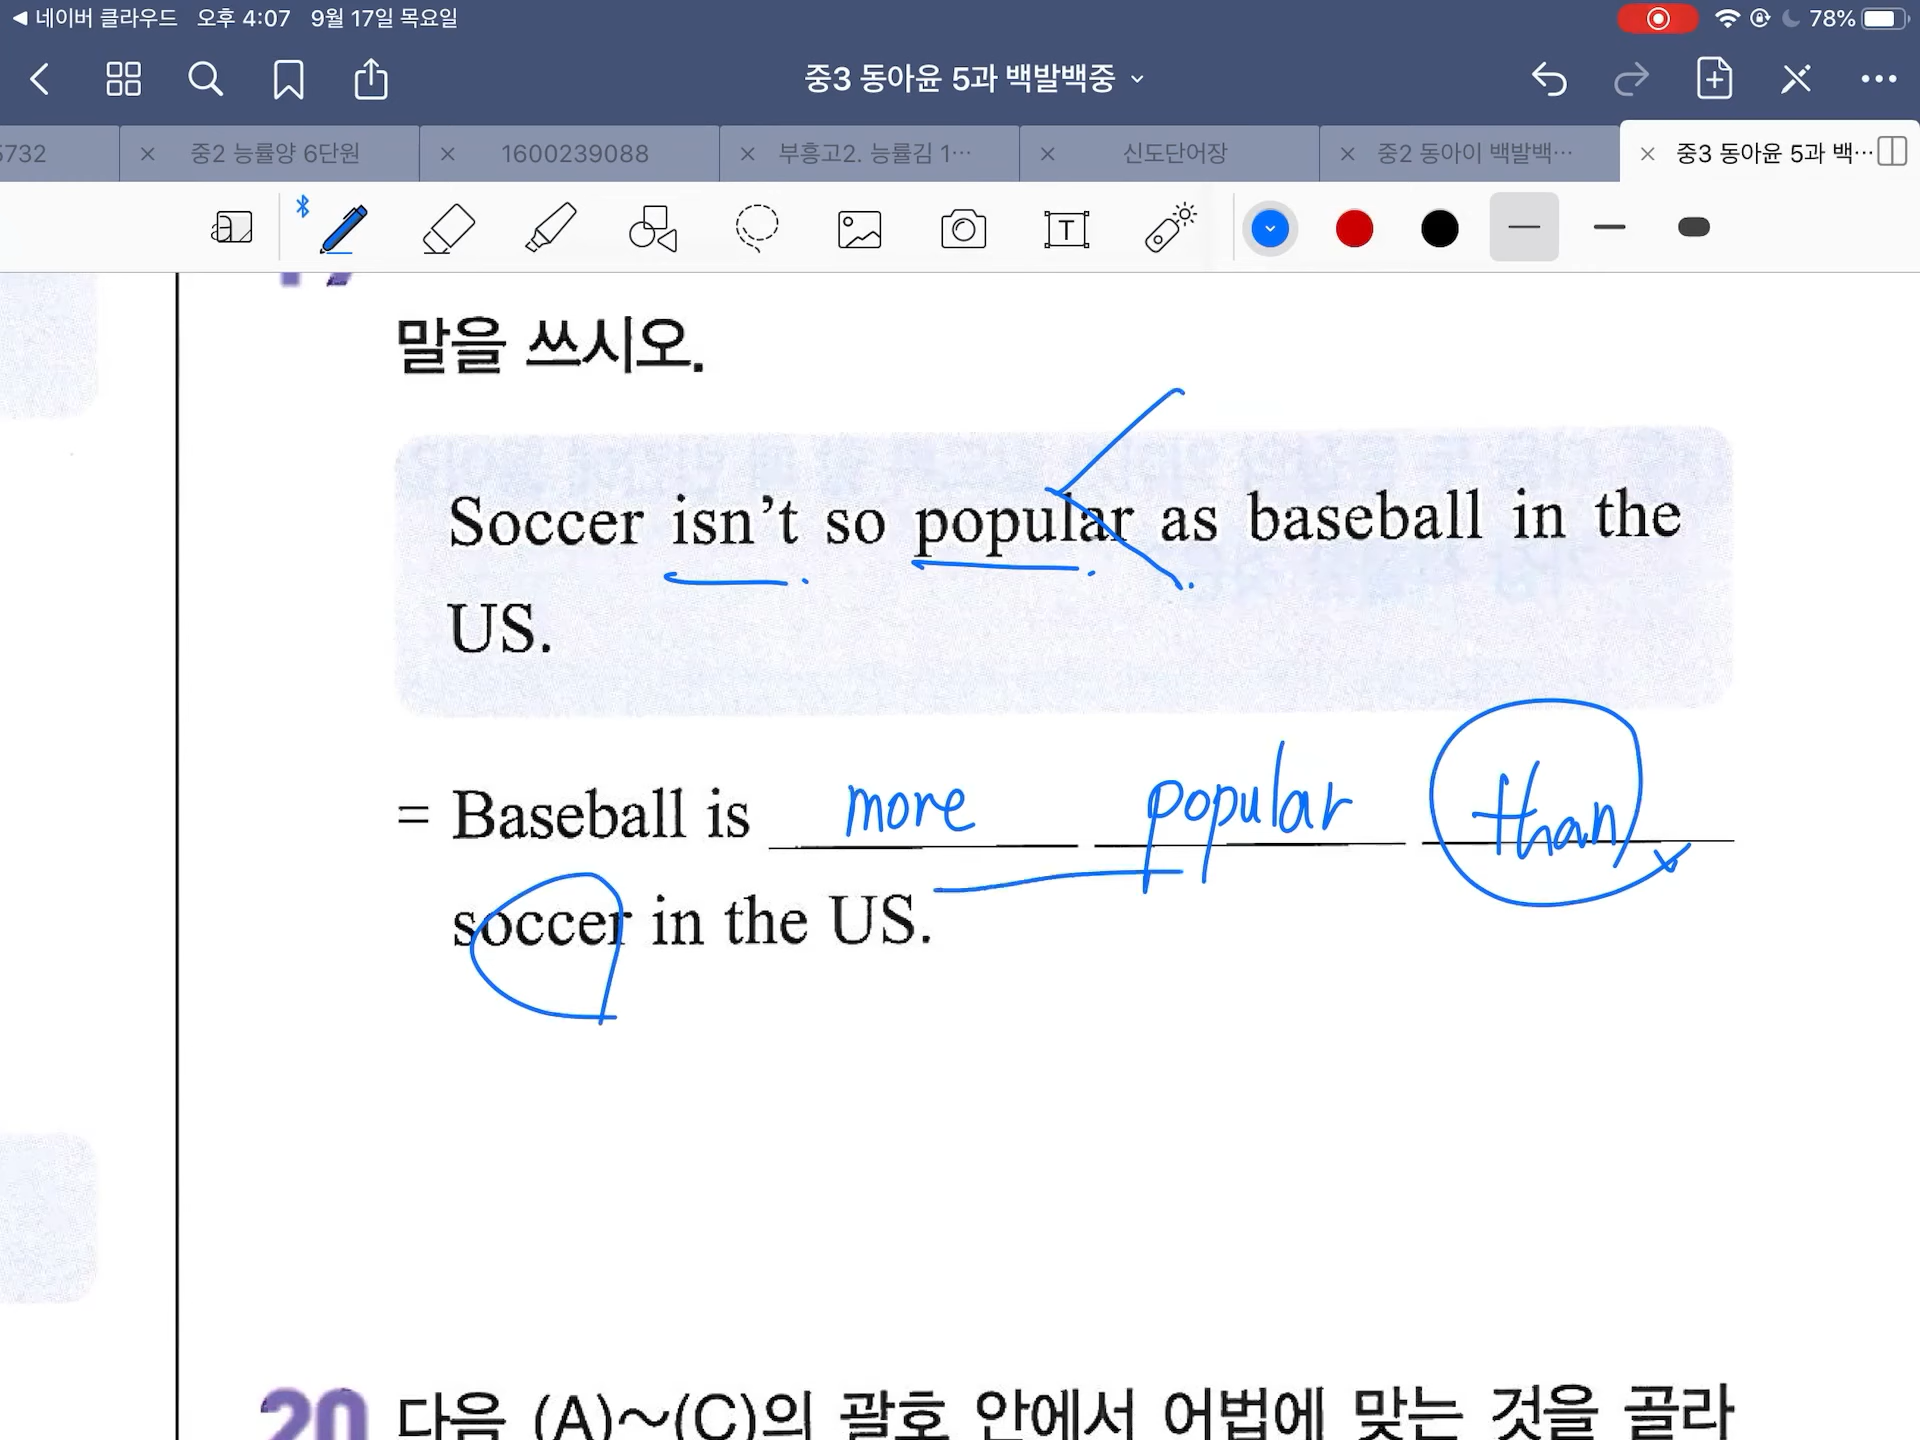 네이버 클라우드 오후 4:07 9월 17일 목요일 78%
중3 동아윤 5과 백발백중
5732 중2 능률양 6단원 1600239088 부흥고2. 능률김 1… 신도단어장 중2 동아이 백발백… 중3 동아윤 5과 백…
말을 쓰시오.
Soccer isn't so popular as baseball in the
US.
= Baseball is more popular than
soccer in the US.
20 다음 (A)~(C)의 괄호 안에서 어법에 맞는 것을 골라